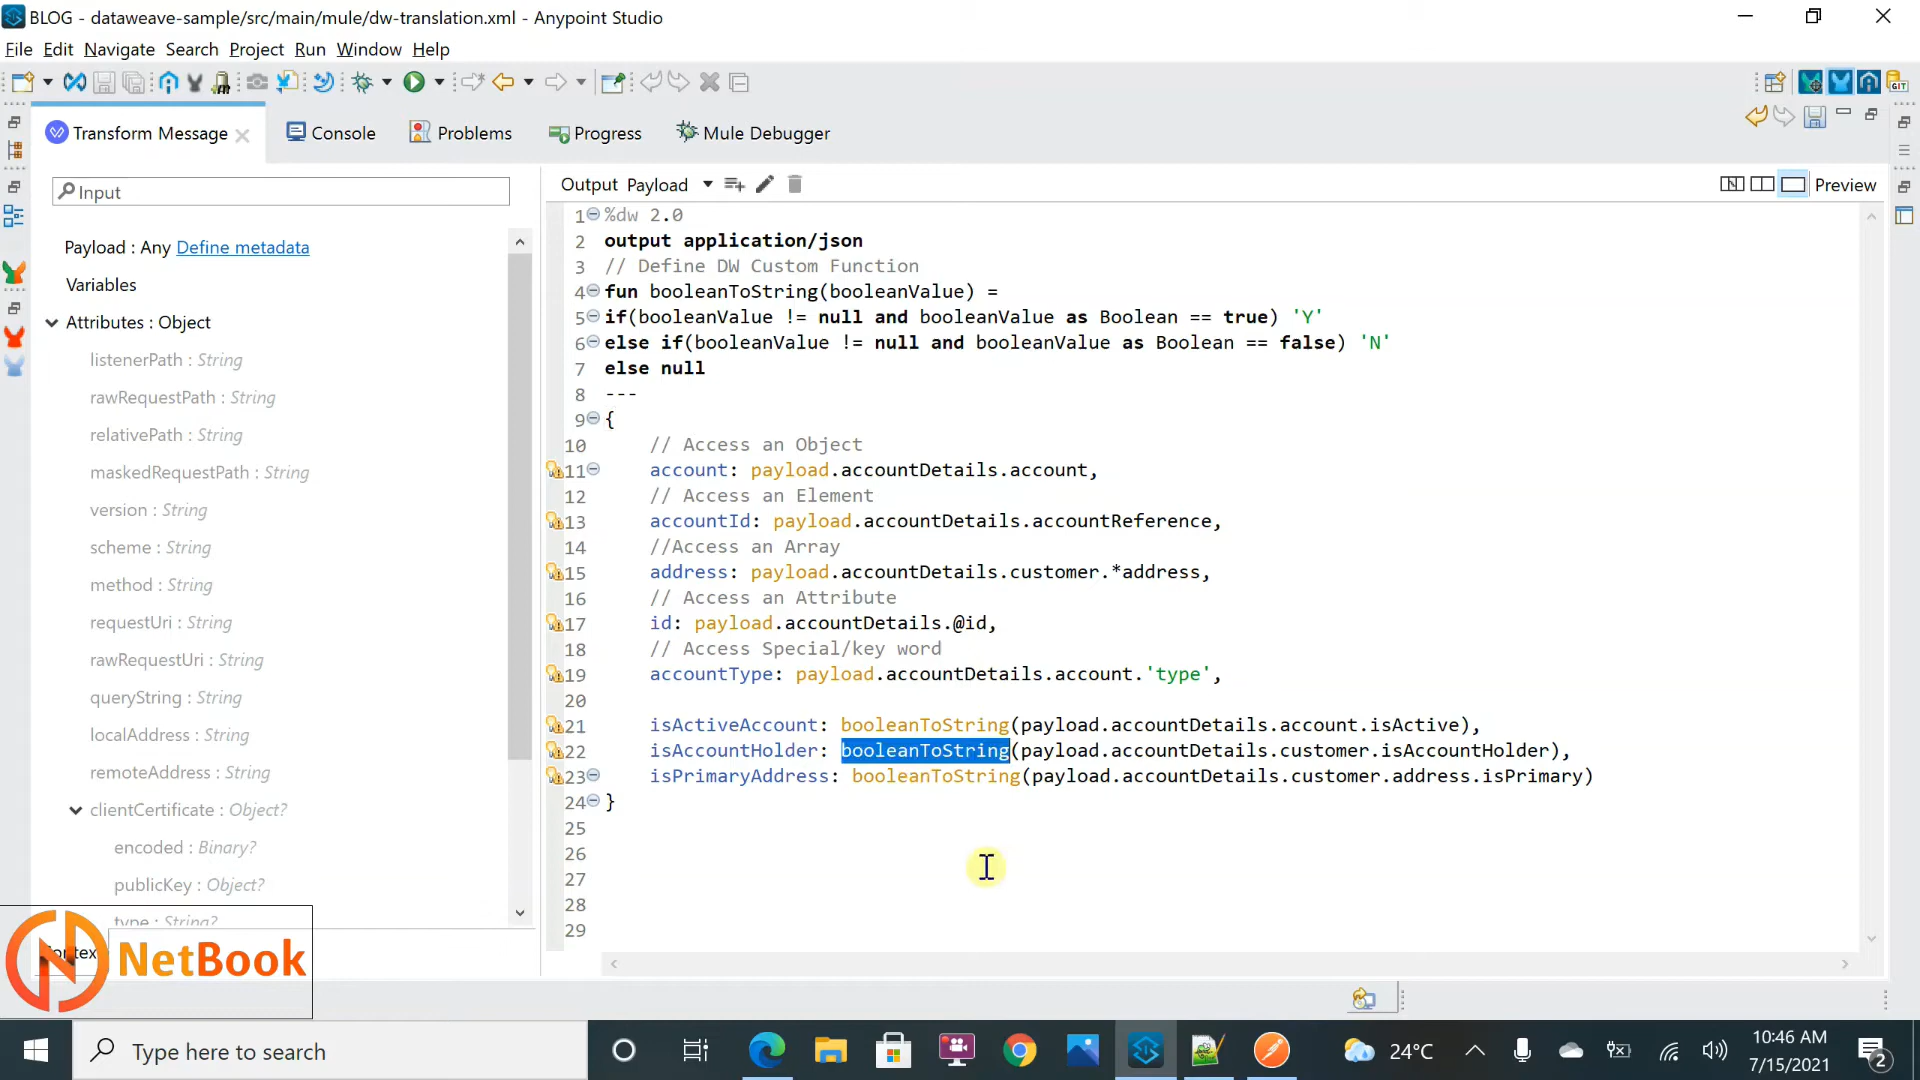 BLOG - dataweave-sample/src/main/mule/dw-translation.xml - Anypoint Studio
File Edit Navigate Search Project Run Window Help
Transform Message
Console
Problems
Progress
Mule Debugger
Input
Output Payload
Preview
Payload : Any Define metadata
Variables
Attributes : Object
listenerPath : String
rawRequestPath : String
relativePath : String
maskedRequestPath : String
version : String
scheme : String
method : String
requestUri : String
rawRequestUri : String
queryString : String
localAddress : String
remoteAddress : String
clientCertificate : Object?
encoded : Binary?
publicKey : Object?
type : String?
NetBook
1 %dw 2.0
2 output application/json
3 // Define DW Custom Function
4 fun booleanToString(booleanValue) =
5 if(booleanValue != null and booleanValue as Boolean == true) 'Y'
6 else if(booleanValue != null and booleanValue as Boolean == false) 'N'
7 else null
8 ---
9 {
10 // Access an Object
11 account: payload.accountDetails.account,
12 // Access an Element
13 accountId: payload.accountDetails.accountReference,
14 //Access an Array
15 address: payload.accountDetails.customer.*address,
16 // Access an Attribute
17 id: payload.accountDetails.@id,
18 // Access Special/key word
19 accountType: payload.accountDetails.account.'type',
20
21 isActiveAccount: booleanToString(payload.accountDetails.account.isActive),
22 isAccountHolder: booleanToString(payload.accountDetails.customer.isAccountHolder),
23 isPrimaryAddress: booleanToString(payload.accountDetails.customer.address.isPrimary)
24 }
25
26
27
28
29
Type here to search
24°C
10:46 AM
7/15/2021
2